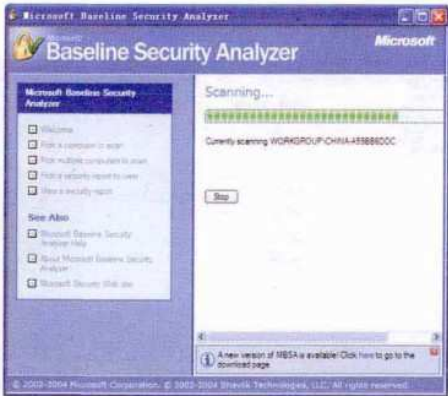 Microsoft Baseline Security Analyzer
Microsoft
Baseline Security Analyzer
Microsoft
Microsoft Baseline Security
Analyzer
Welcome
Pick a computer to scan
Pick multiple computers to scan
Pick a security report to view
View a security report
See Also
Microsoft Baseline Security
Analyzer Help
About Microsoft Baseline Security
Analyzer
Microsoft Security Web site
Scanning...
Currently scanning WORKGROUP\
Stop
A new version of MBSA is available! Click here to go to the
download page.
© 2002-2004 Microsoft Corporation. © 2002-2004 Shavlik Technologies, LLC. All rights reserved.